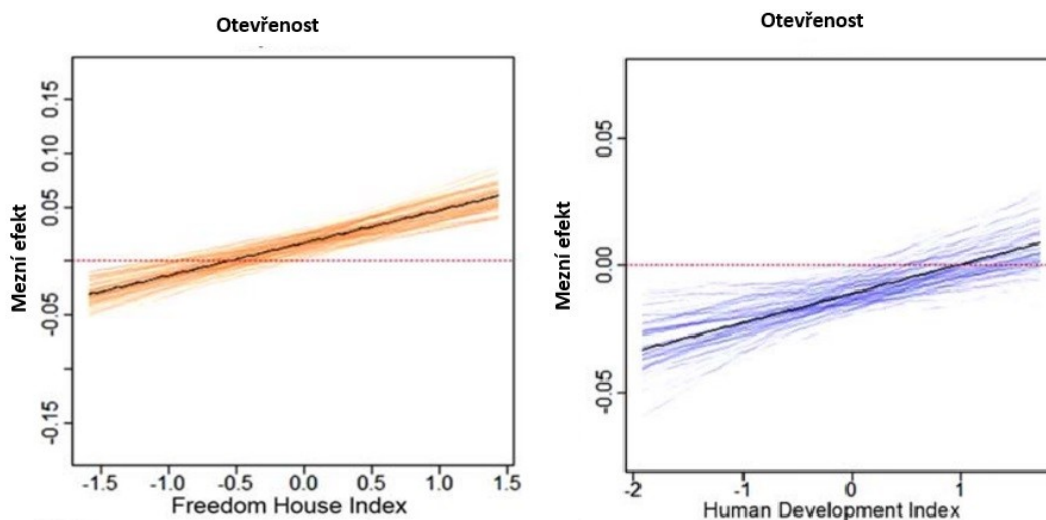 Otevřenost
Mezní efekt
0.15
0.10
0.05
-0.05
-0.15
-1.5 -1.0 -0.5 0.0 0.5 1.0 1.5
Freedom House Index
Otevřenost
Mezní efekt
0.05
0.00
-0.05
-2 -1 0 1
Human Development Index